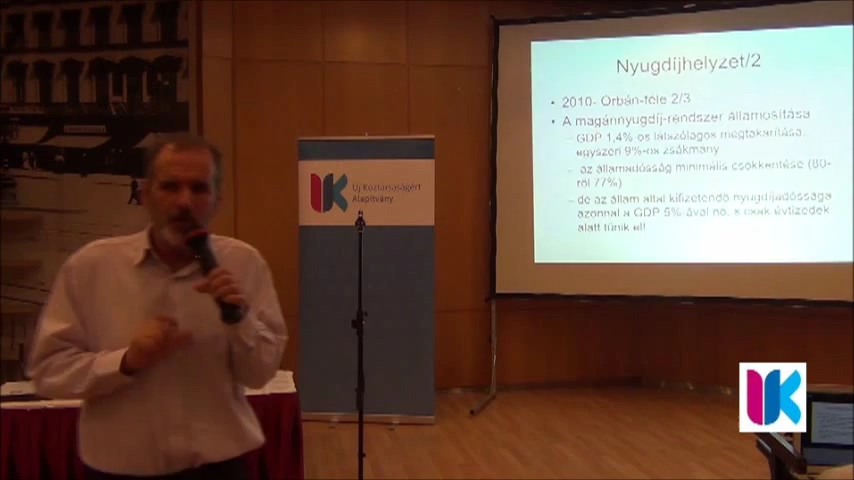 Nyugdíjhelyzet/2
• 2010- Orbán-féle 2/3
• A magánnyugdíj-rendszer államosítása
– GDP 1,4%-os látszólagos megtakarítása,
egyszeri 9%-os zsákmány
– az államadósság minimális csökkentése (80-
ról 77%)
– de az állam által kifizetendő nyugdíjadóssága
azonnal a GDP 5%-ával nő, s csak évtizedek
alatt tűnik el!
Új Köztársaságért
Alapítvány